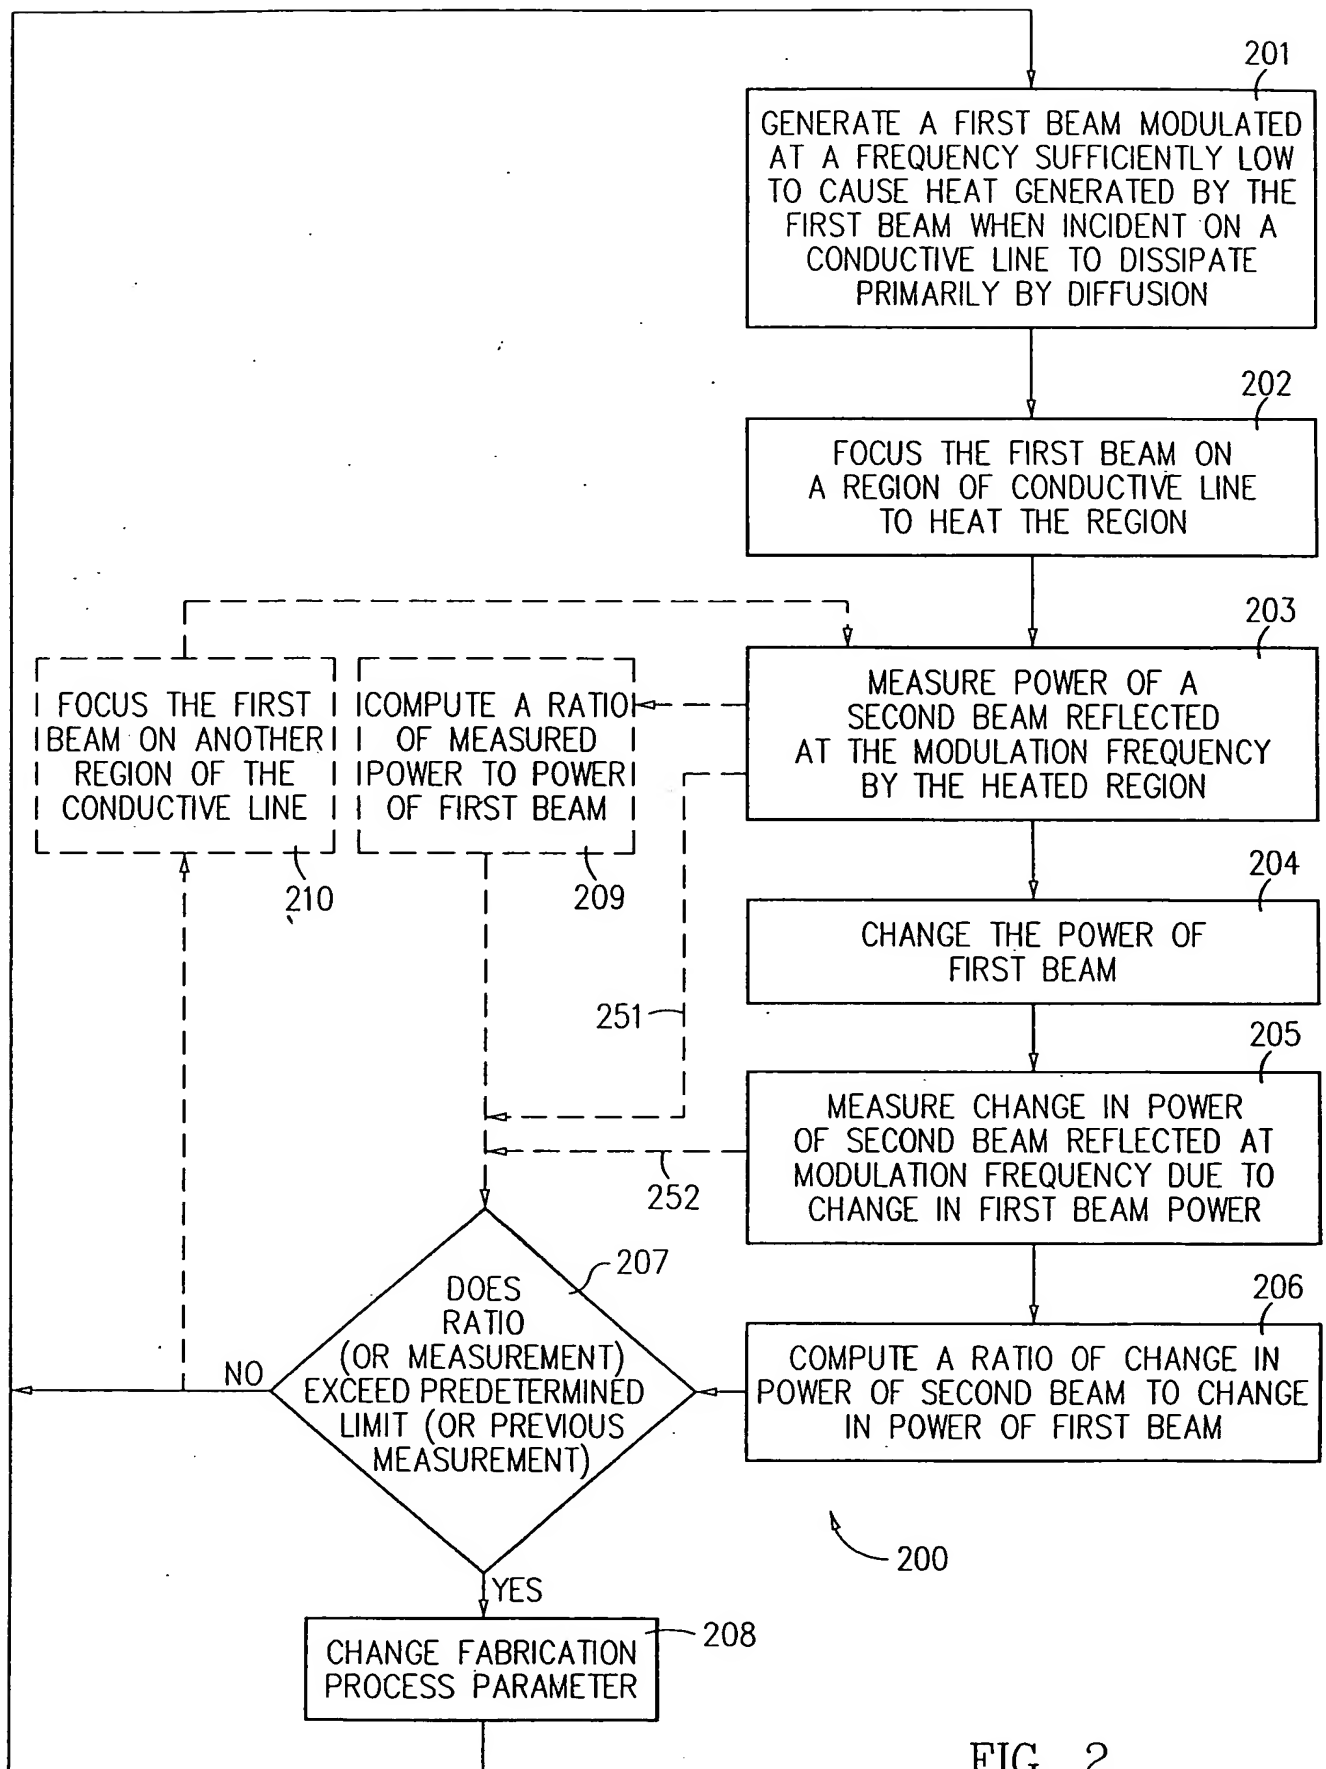 201
GENERATE A FIRST BEAM MODULATED
AT A FREQUENCY SUFFICIENTLY LOW
TO CAUSE HEAT GENERATED BY THE
FIRST BEAM WHEN INCIDENT ON A
CONDUCTIVE LINE TO DISSIPATE
PRIMARILY BY DIFFUSION
202
FOCUS THE FIRST BEAM ON
A REGION OF CONDUCTIVE LINE
TO HEAT THE REGION
203
MEASURE POWER OF A
SECOND BEAM REFLECTED
AT THE MODULATION FREQUENCY
BY THE HEATED REGION
FOCUS THE FIRST
BEAM ON ANOTHER
REGION OF THE
CONDUCTIVE LINE
210
COMPUTE A RATIO
OF MEASURED
POWER TO POWER
OF FIRST BEAM
209
204
CHANGE THE POWER OF
FIRST BEAM
251
205
MEASURE CHANGE IN POWER
OF SECOND BEAM REFLECTED AT
MODULATION FREQUENCY DUE TO
CHANGE IN FIRST BEAM POWER
252
206
COMPUTE A RATIO OF CHANGE IN
POWER OF SECOND BEAM TO CHANGE
IN POWER OF FIRST BEAM
207
DOES
RATIO
(OR MEASUREMENT)
EXCEED PREDETERMINED
LIMIT (OR PREVIOUS
MEASUREMENT)
NO
200
YES
208
CHANGE FABRICATION
PROCESS PARAMETER
FIG. 2